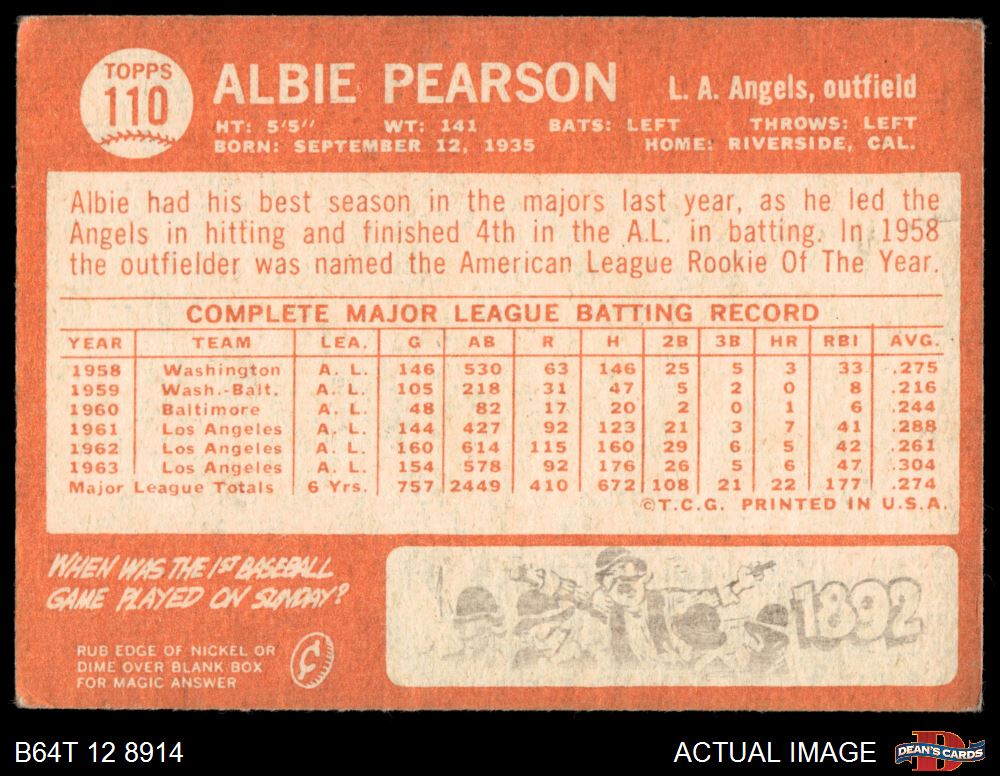 TOPPS
110
ALBIE PEARSON
L. A. Angels, outfield
HT: 5'5" WT: 141 BATS: LEFT THROWS: LEFT
BORN: SEPTEMBER 12, 1935 HOME: RIVERSIDE, CAL.
Albie had his best season in the majors last year, as he led the
Angels in hitting and finished 4th in the A.L. in batting. In 1958
the outfielder was named the American League Rookie Of The Year.
COMPLETE MAJOR LEAGUE BATTING RECORD
YEAR TEAM LEA. G AB R H 2B 3B HR RBI AVG.
1958 Washington A. L. 146 530 63 146 25 5 3 33 .275
1959 Wash.-Balt. A. L. 105 218 31 47 5 2 0 8 .216
1960 Baltimore A. L. 48 82 17 20 2 0 1 6 .244
1961 Los Angeles A. L. 144 427 92 123 21 3 7 41 .288
1962 Los Angeles A. L. 160 614 115 160 29 6 5 42 .261
1963 Los Angeles A. L. 154 578 92 176 26 5 6 47 .304
Major League Totals 6 Yrs. 757 2449 410 672 108 21 22 177 .274
©T.C.G. PRINTED IN U.S.A.
WHEN WAS THE 1ST BASEBALL
GAME PLAYED ON SUNDAY?
RUB EDGE OF NICKEL OR
DIME OVER BLANK BOX
FOR MAGIC ANSWER
1892
B64T 12 8914
ACTUAL IMAGE
DEAN'S CARDS